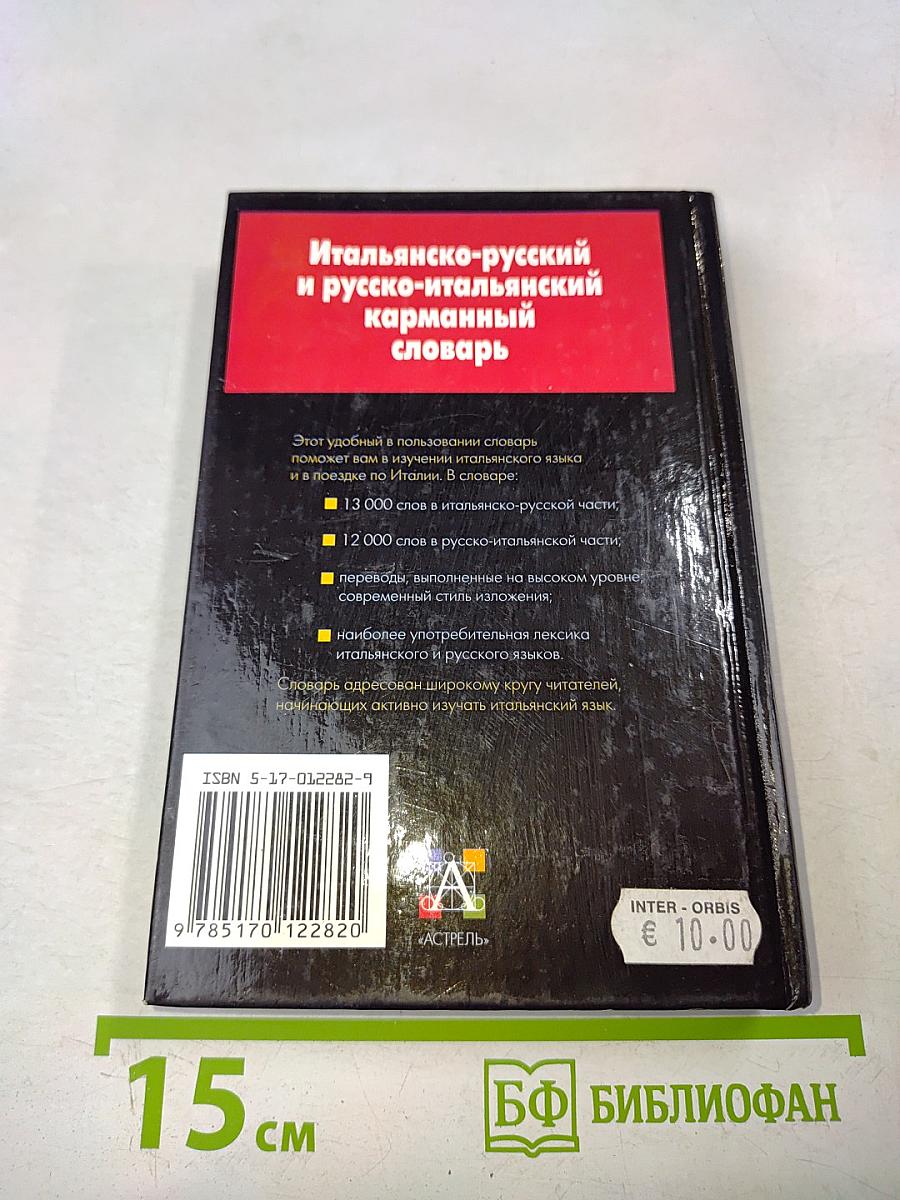 Итальянско-русский
и русско-итальянский
карманный
словарь
Этот удобный в пользовании словарь
поможет вам в изучении итальянского языка
и в поездке по Италии. В словаре:
13 000 слов в итальянско-русской части;
12 000 слов в русско-итальянской части;
переводы, выполненные на высоком уровне,
современный стиль изложения;
наиболее употребительная лексика
итальянского и русского языков.
Словарь адресован широкому кругу читателей,
начинающих активно изучать итальянский язык.
ISBN 5-17-012282-9
9 785170 122820
А
«АСТРЕЛЬ»
INTER - ORBIS
€ 10.00
15 см
БФ БИБЛИОФАН